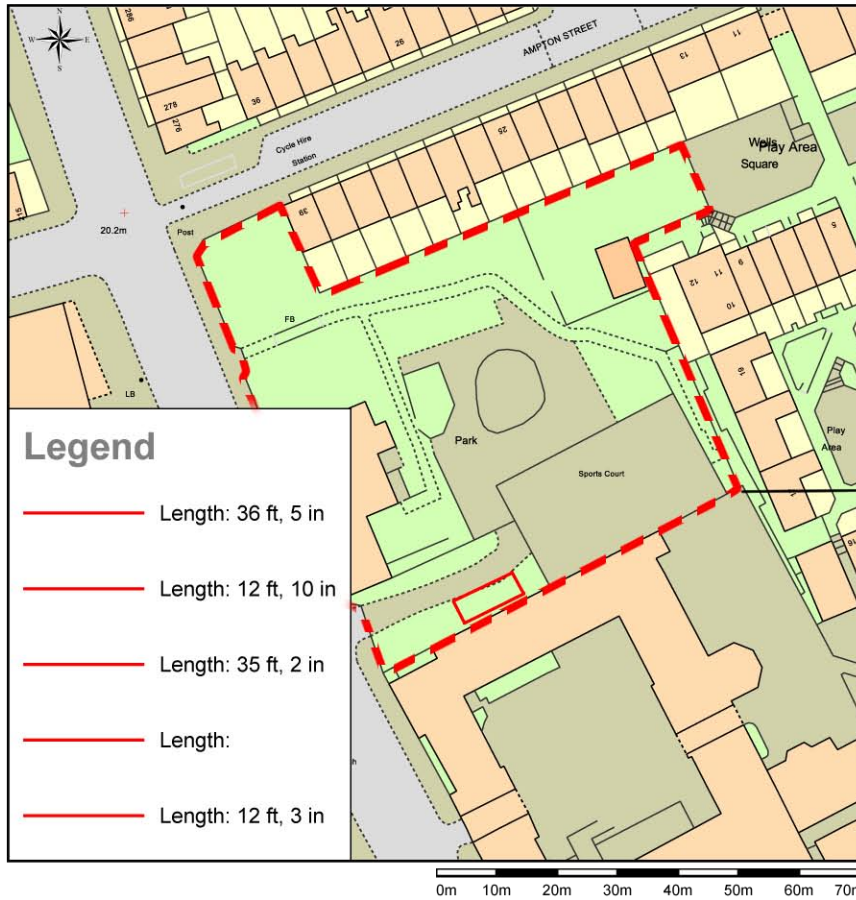 N
W E
S
286
26
AMPTON STREET
11
13
278
276
36
Cycle Hire
Station
25
Wells
Play Area
Square
39
215
20.2m
Post
5
9
11
12
10
FB
19
LB
Park
Play
Area
Sports Court
Legend
Length: 36 ft, 5 in
Length: 12 ft, 10 in
16
Length: 35 ft, 2 in
Length:
h
Length: 12 ft, 3 in
0m 10m 20m 30m 40m 50m 60m 70m